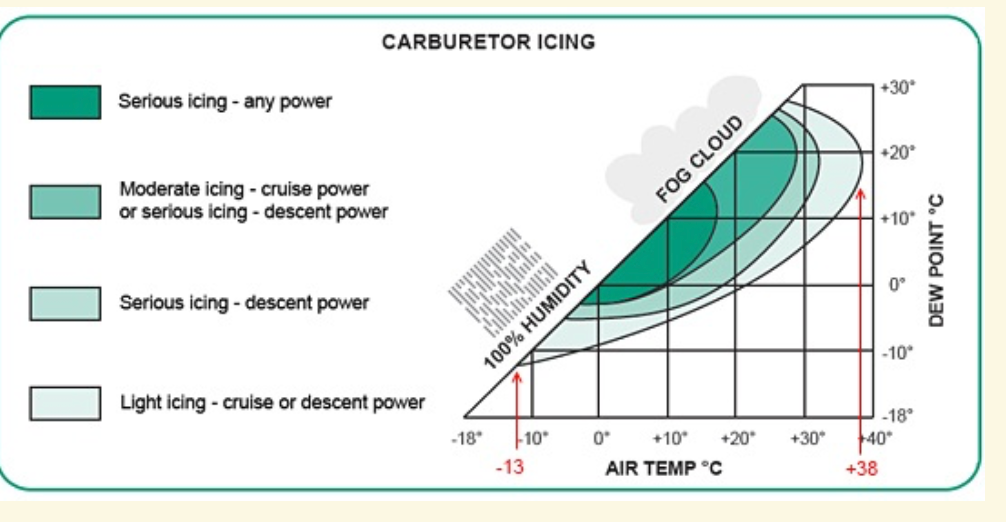 CARBURETOR ICING
Serious icing - any power
Moderate icing - cruise power
or serious icing - descent power
Serious icing - descent power
Light icing - cruise or descent power
FOG CLOUD
100% HUMIDITY
+30°
+20°
+10°
0°
-10°
-18°
DEW POINT °C
-18°
-10°
0°
+10°
+20°
+30°
+40°
-13
AIR TEMP °C
+38